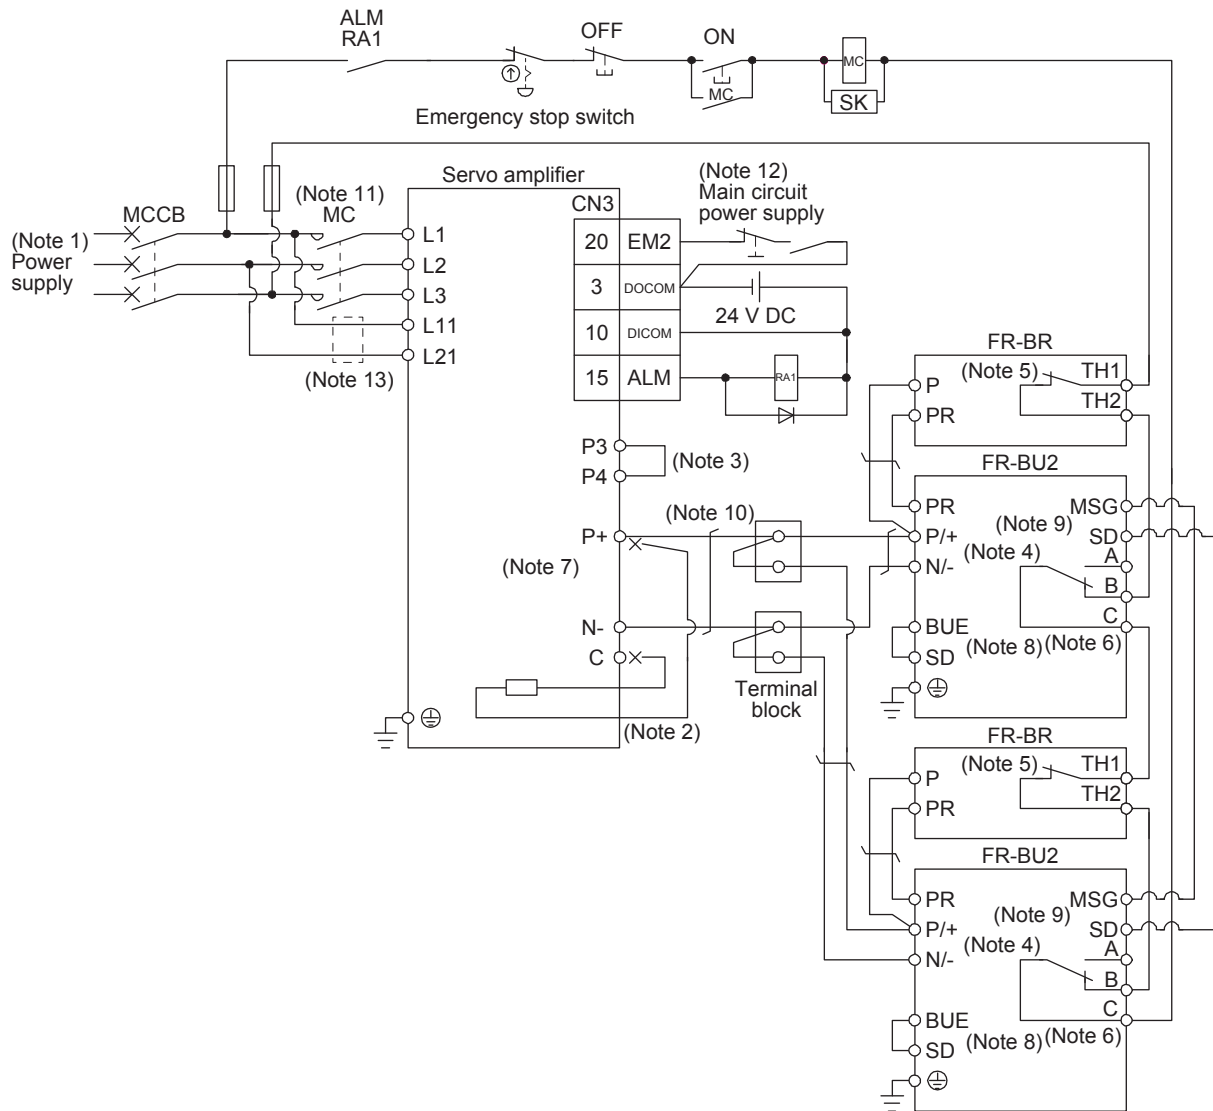 ALM
RA1
OFF
ON
MC
MC
SK
Emergency stop switch
Servo amplifier
(Note 12)
Main circuit
power supply
(Note 11)
MCCB
MC
CN3
(Note 1)
Power
supply
L1
L2
L3
L11
L21
(Note 13)
20 EM2
3 DOCOM
24 V DC
10 DICOM
15 ALM
RA1
P3
P4
(Note 3)
P+
(Note 10)
(Note 7)
N-
C
Terminal
block
(Note 2)
FR-BR
P
(Note 5)
TH1
PR
TH2
FR-BU2
PR
MSG
P/+
(Note 9)
SD
N/-
(Note 4)
A
B
BUE
C
SD
(Note 8)
(Note 6)
FR-BR
P
(Note 5)
TH1
PR
TH2
FR-BU2
PR
MSG
P/+
(Note 9)
SD
N/-
(Note 4)
A
B
BUE
C
SD
(Note 8)
(Note 6)